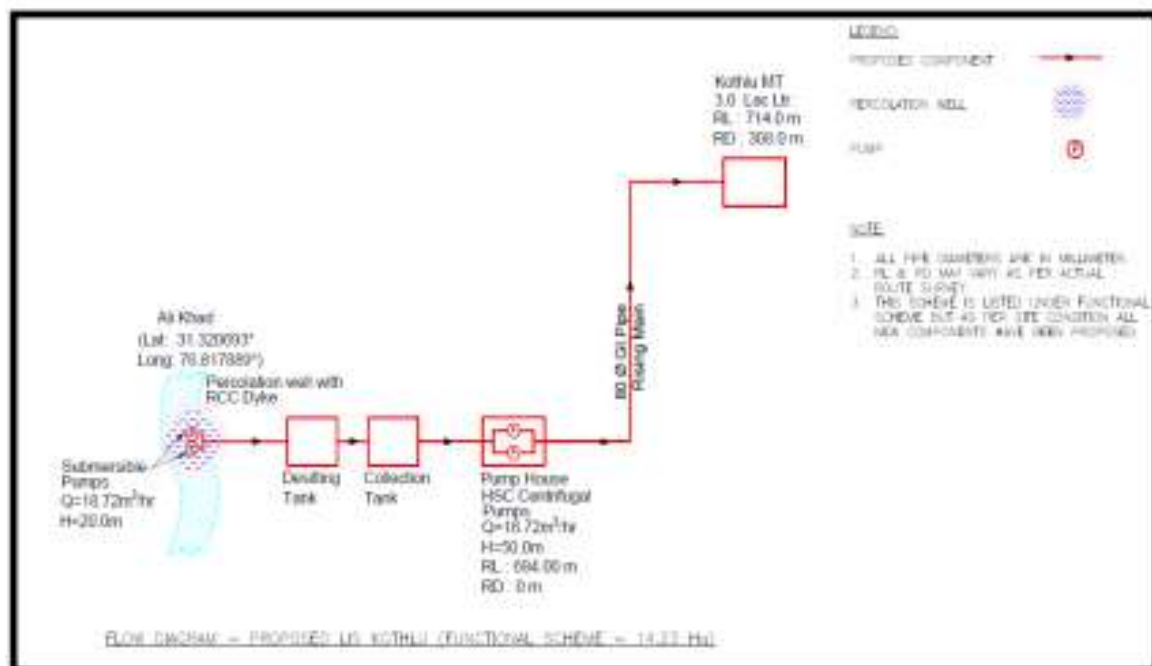 LEGEND:
PROPOSED COMPONENT
PERCOLATION WELL
PUMP
P
Kothlu MT
3.0 Lac Ltr
RL : 714.0 m
RD : 308.0 m
NOTE:
1. ALL PIPE DIAMETERS ARE IN MILLIMETER.
2. RL & RD MAY VARY AS PER ACTUAL
ROUTE SURVEY.
3. THIS SCHEME IS LISTED UNDER FUNCTIONAL
SCHEME BUT AS PER SITE CONDITION ALL
NEW COMPONENTS HAVE BEEN PROPOSED.
80 Ø GI Pipe
Rising Main
Ali Khad
(Lat: 31.320693°
Long: 76.817889°)
Percolation well with
RCC Dyke
Submersible
Pumps
Q=18.72m³/hr
H=20.0m
Desilting
Tank
Collection
Tank
Pump House
HSC Centrifugal
Pumps
Q=18.72m³/hr
H=50.0m
RL : 684.00 m
RD : 0 m
FLOW DIAGRAM - PROPOSED LIS KOTHLU (FUNCTIONAL SCHEME - 14.23 Ha)